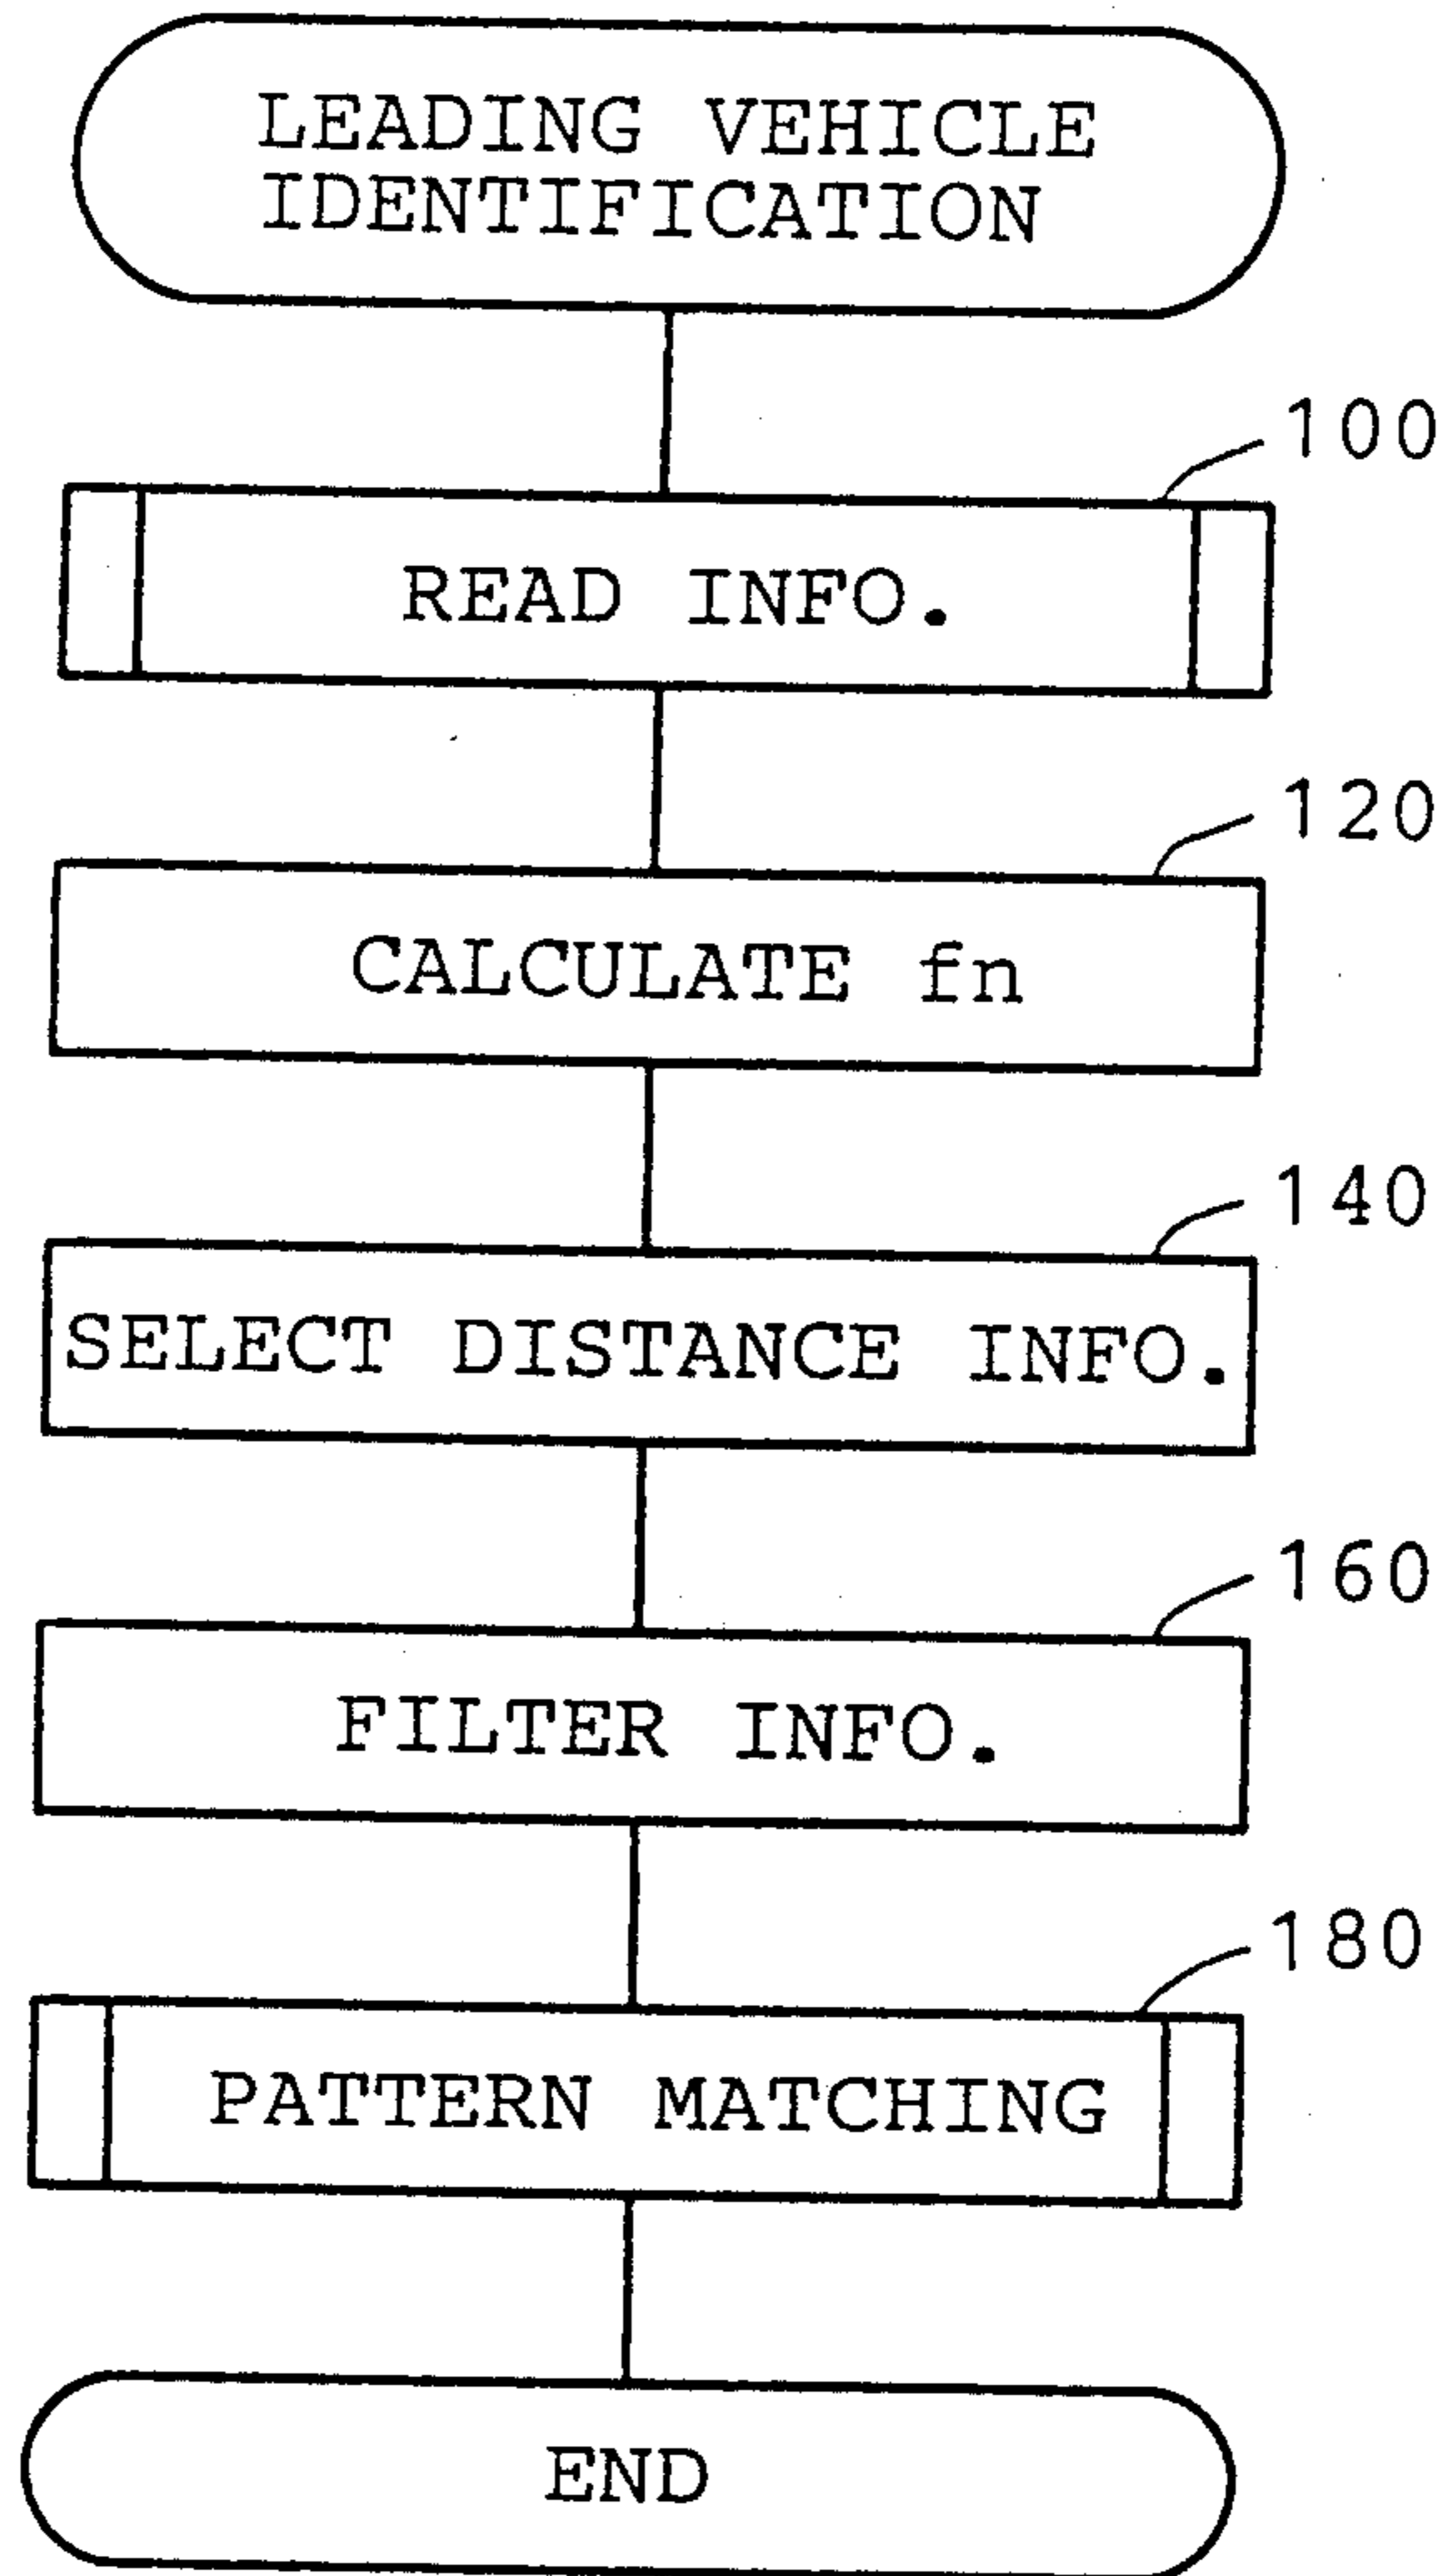 LEADING VEHICLE
IDENTIFICATION
100
READ INFO.
120
CALCULATE fn
140
SELECT DISTANCE INFO.
160
FILTER INFO.
180
PATTERN MATCHING
END